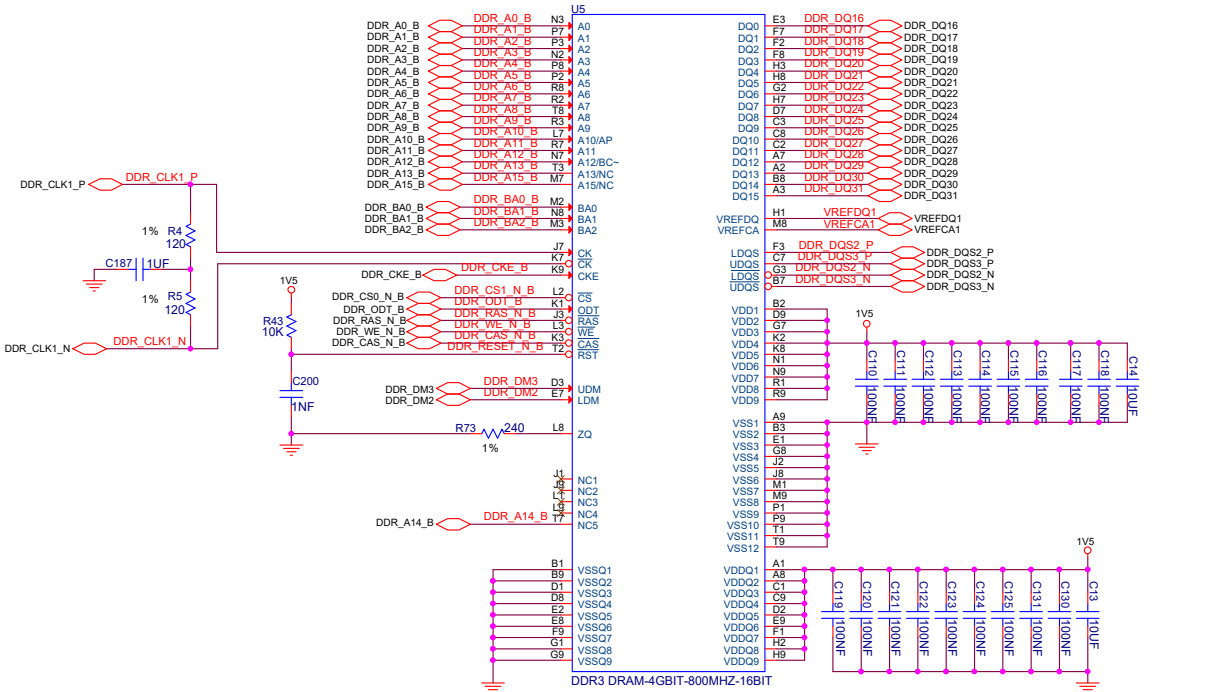 U5
DDR_A0_B DDR_A0_B N3 A0
DDR_A1_B DDR_A1_B P7 A1
DDR_A2_B DDR_A2_B P3 A2
DDR_A3_B DDR_A3_B N2 A3
DDR_A4_B DDR_A4_B P8 A4
DDR_A5_B DDR_A5_B P2 A5
DDR_A6_B DDR_A6_B R8 A6
DDR_A7_B DDR_A7_B R2 A7
DDR_A8_B DDR_A8_B T8 A8
DDR_A9_B DDR_A9_B R3 A9
DDR_A10_B DDR_A10_B L7 A10/AP
DDR_A11_B DDR_A11_B R7 A11
DDR_A12_B DDR_A12_B N7 A12/BC~
DDR_A13_B DDR_A13_B T3 A13/NC
DDR_A15_B DDR_A15_B M7 A15/NC
DDR_BA0_B DDR_BA0_B M2 BA0
DDR_BA1_B DDR_BA1_B N8 BA1
DDR_BA2_B DDR_BA2_B M3 BA2
DDR_CLK1_P DDR_CLK1_P
1% R4
120
C187 1UF
1% R5
120
DDR_CLK1_N DDR_CLK1_N
J7 CK
K7 CK
DDR_CKE_B DDR_CKE_B K9 CKE
DDR_CS0_N_B DDR_CS1_N_B L2 CS
DDR_ODT_B DDR_ODT_B K1 ODT
DDR_RAS_N_B DDR_RAS_N_B J3 RAS
DDR_WE_N_B DDR_WE_N_B L3 WE
DDR_CAS_N_B DDR_CAS_N_B K3 CAS
DDR_RESET_N_B T2 RST
1V5
R43
10K
C200
1NF
DDR_DM3 DDR_DM3 D3 UDM
DDR_DM2 DDR_DM2 E7 LDM
R73 240 L8 ZQ
1%
J1 NC1
J9 NC2
L1 NC3
L9 NC4
DDR_A14_B DDR_A14_B T7 NC5
B1 VSSQ1
B9 VSSQ2
D1 VSSQ3
D8 VSSQ4
E2 VSSQ5
E8 VSSQ6
F9 VSSQ7
G1 VSSQ8
G9 VSSQ9
DQ0 E3 DDR_DQ16 DDR_DQ16
DQ1 F7 DDR_DQ17 DDR_DQ17
DQ2 F2 DDR_DQ18 DDR_DQ18
DQ3 F8 DDR_DQ19 DDR_DQ19
DQ4 H3 DDR_DQ20 DDR_DQ20
DQ5 H8 DDR_DQ21 DDR_DQ21
DQ6 G2 DDR_DQ22 DDR_DQ22
DQ7 H7 DDR_DQ23 DDR_DQ23
DQ8 D7 DDR_DQ24 DDR_DQ24
DQ9 C3 DDR_DQ25 DDR_DQ25
DQ10 C8 DDR_DQ26 DDR_DQ26
DQ11 C2 DDR_DQ27 DDR_DQ27
DQ12 A7 DDR_DQ28 DDR_DQ28
DQ13 A2 DDR_DQ29 DDR_DQ29
DQ14 B8 DDR_DQ30 DDR_DQ30
DQ15 A3 DDR_DQ31 DDR_DQ31
VREFDQ H1 VREFDQ1 VREFDQ1
VREFCA M8 VREFCA1 VREFCA1
LDQS F3 DDR_DQS2_P DDR_DQS2_P
UDQS C7 DDR_DQS3_P DDR_DQS3_P
LDQS G3 DDR_DQS2_N DDR_DQS2_N
UDQS B7 DDR_DQS3_N DDR_DQS3_N
VDD1 B2
VDD2 D9
VDD3 G7
VDD4 K2
VDD5 K8
VDD6 N1
VDD7 N9
VDD8 R1
VDD9 R9
1V5
C110 100NF
C111 100NF
C112 100NF
C113 100NF
C114 100NF
C115 100NF
C116 100NF
C117 100NF
C118 100NF
C14 10UF
VSS1 A9
VSS2 B3
VSS3 E1
VSS4 G8
VSS5 J2
VSS6 J8
VSS7 M1
VSS8 M9
VSS9 P1
VSS10 P9
VSS11 T1
VSS12 T9
VDDQ1 A1
VDDQ2 A8
VDDQ3 C1
VDDQ4 C9
VDDQ5 D2
VDDQ6 E9
VDDQ7 F1
VDDQ8 H2
VDDQ9 H9
1V5
C119 100NF
C120 100NF
C121 100NF
C122 100NF
C123 100NF
C124 100NF
C125 100NF
C131 100NF
C130 100NF
C13 10UF
DDR3 DRAM-4GBIT-800MHZ-16BIT